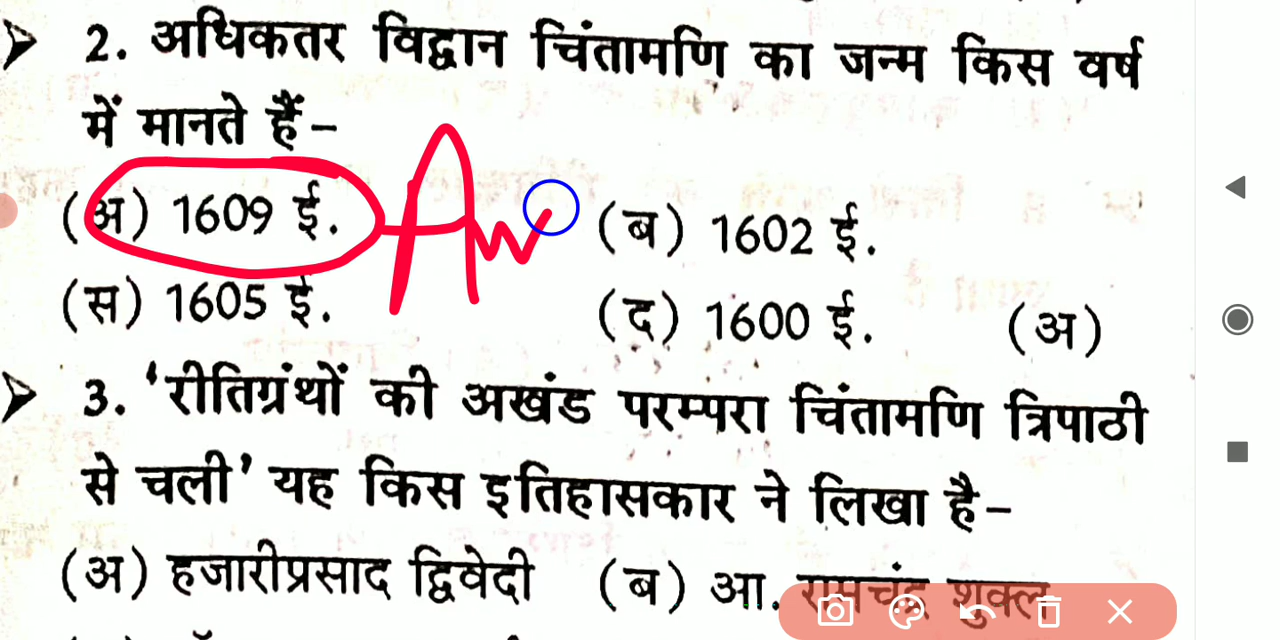 2. अधिकतर विद्वान चिंतामणि का जन्म किस वर्ष
में मानते हैं-
(अ) 1609 ई. Ans (ब) 1602 ई.
(स) 1605 ई. (द) 1600 ई. (अ)
3. 'रीतिग्रंथों की अखंड परम्परा चिंतामणि त्रिपाठी
से चली' यह किस इतिहासकार ने लिखा है-
(अ) हजारीप्रसाद द्विवेदी (ब) आ. रामचंद्र शुक्ल